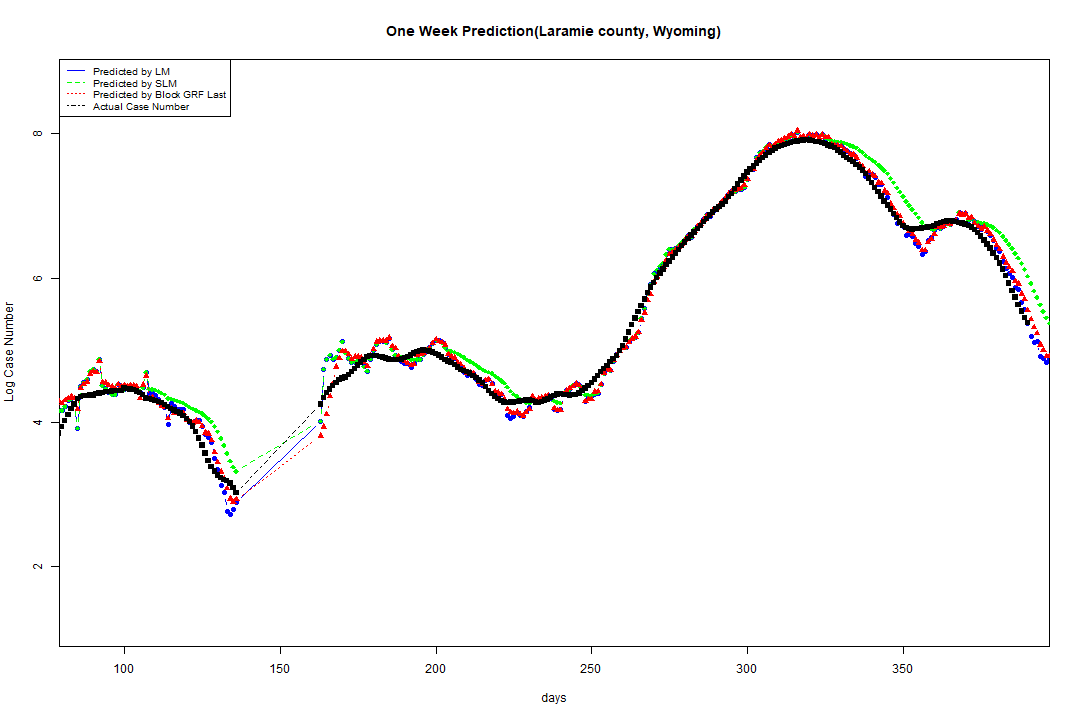 One Week Prediction(Laramie county, Wyoming)
Predicted by LM
Predicted by SLM
Predicted by Block GRF Last
Actual Case Number
8
6
4
2
Log Case Number
100 150 200 250 300 350
days